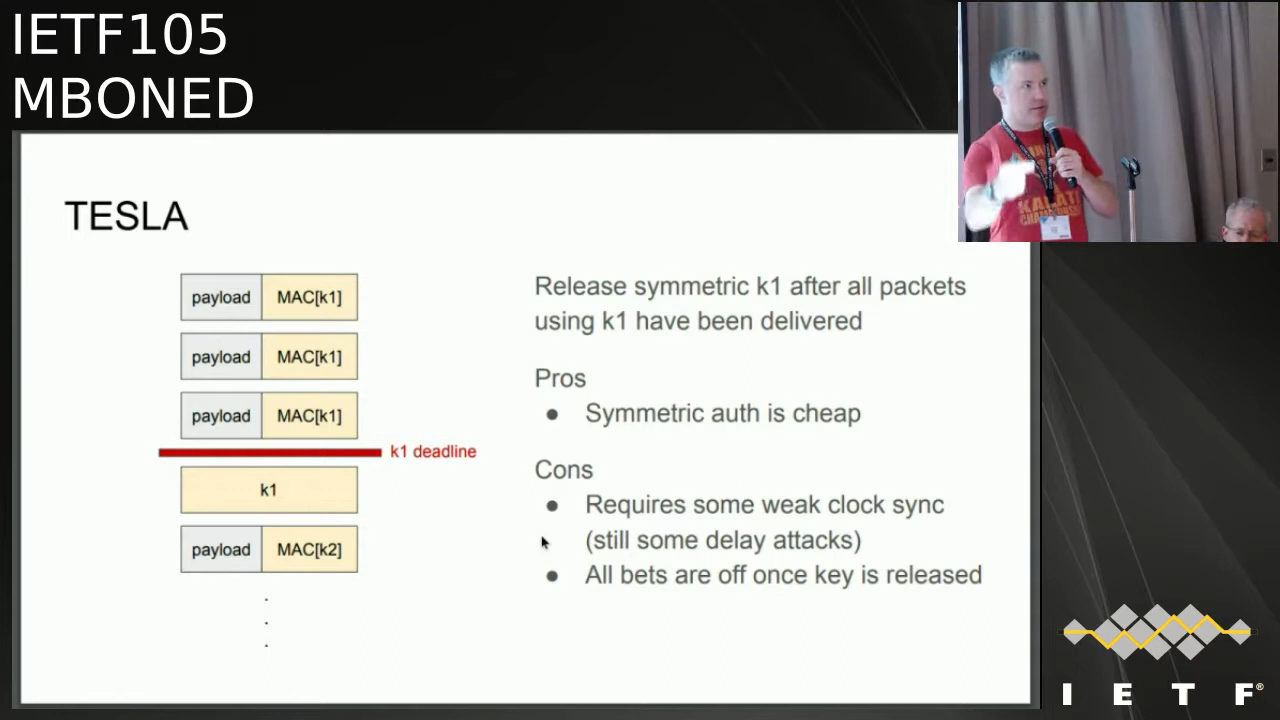 IETF105
MBONED
TESLA
payload MAC[k1]
payload MAC[k1]
payload MAC[k1]
k1 deadline
k1
payload MAC[k2]
.
.
.
Release symmetric k1 after all packets
using k1 have been delivered
Pros
● Symmetric auth is cheap
Cons
● Requires some weak clock sync
(still some delay attacks)
● All bets are off once key is released
I E T F®